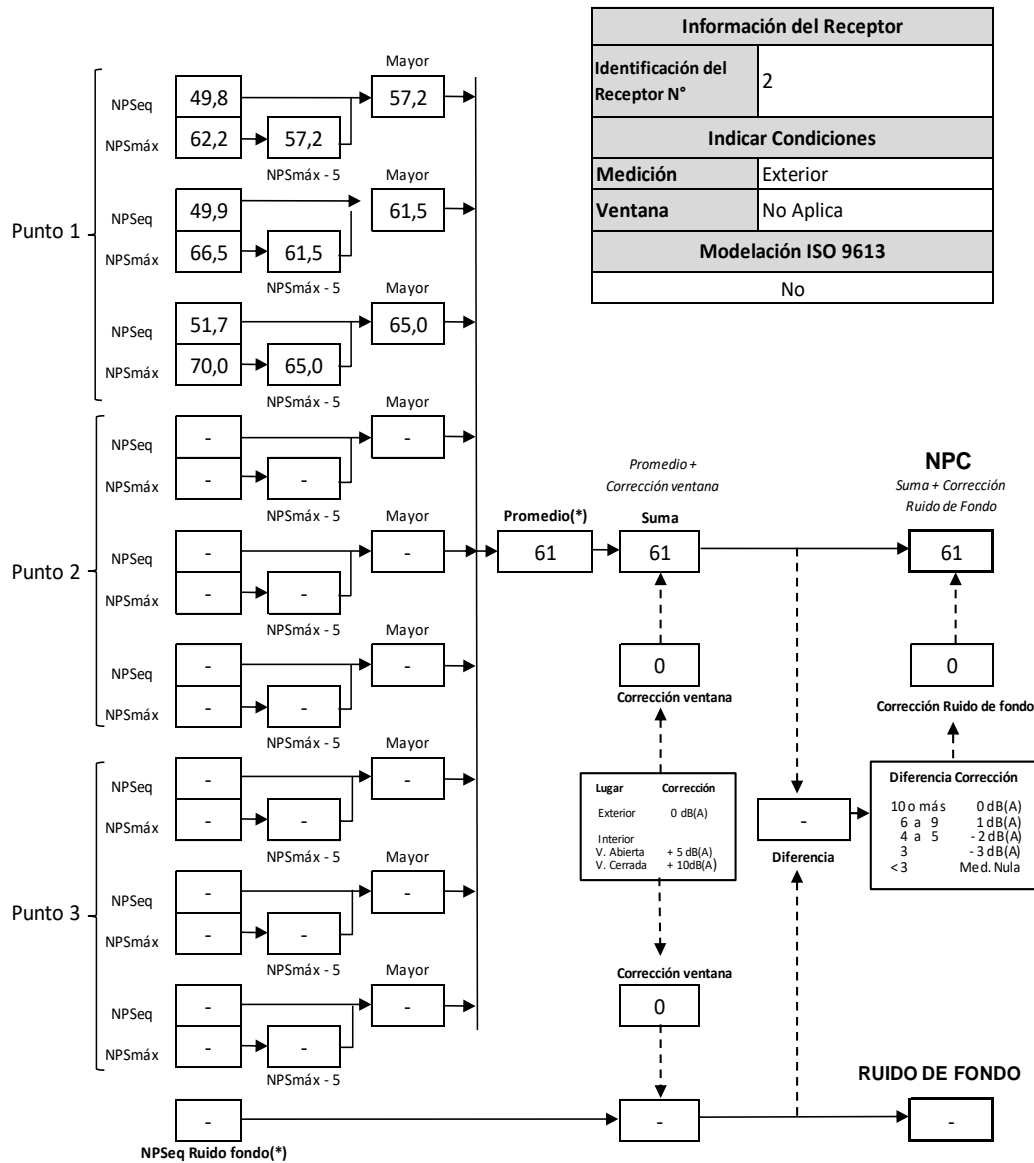 Información del Receptor
Identificación del
Receptor N°
2
Indicar Condiciones
Medición
Exterior
Ventana
No Aplica
Modelación ISO 9613
No
Punto 1
Mayor
NPSeq
49,8
57,2
NPSmáx
62,2
57,2
NPSmáx - 5
Mayor
NPSeq
49,9
61,5
NPSmáx
66,5
61,5
NPSmáx - 5
Mayor
NPSeq
51,7
65,0
NPSmáx
70,0
65,0
NPSmáx - 5
Punto 2
Mayor
NPSeq
-
-
NPSmáx
-
-
NPSmáx - 5
Mayor
NPSeq
-
-
NPSmáx
-
-
NPSmáx - 5
Mayor
NPSeq
-
-
NPSmáx
-
-
NPSmáx - 5
Punto 3
Mayor
NPSeq
-
-
NPSmáx
-
-
NPSmáx - 5
Mayor
NPSeq
-
-
NPSmáx
-
-
NPSmáx - 5
Mayor
NPSeq
-
-
NPSmáx
-
-
NPSmáx - 5
Promedio(*)
61
Promedio +
Corrección ventana
Suma
61
0
Corrección ventana
Lugar Corrección
Exterior 0 dB(A)
Interior
V. Abierta + 5 dB(A)
V. Cerrada + 10dB(A)
Corrección ventana
0
-
Diferencia
NPC
Suma + Corrección
Ruido de Fondo
61
0
Corrección Ruido de fondo
Diferencia Corrección
10 o más 0 dB(A)
6 a 9 1 dB(A)
4 a 5 - 2 dB(A)
3 - 3 dB(A)
< 3 Med. Nula
-
NPSeq Ruido fondo(*)
-
RUIDO DE FONDO
-